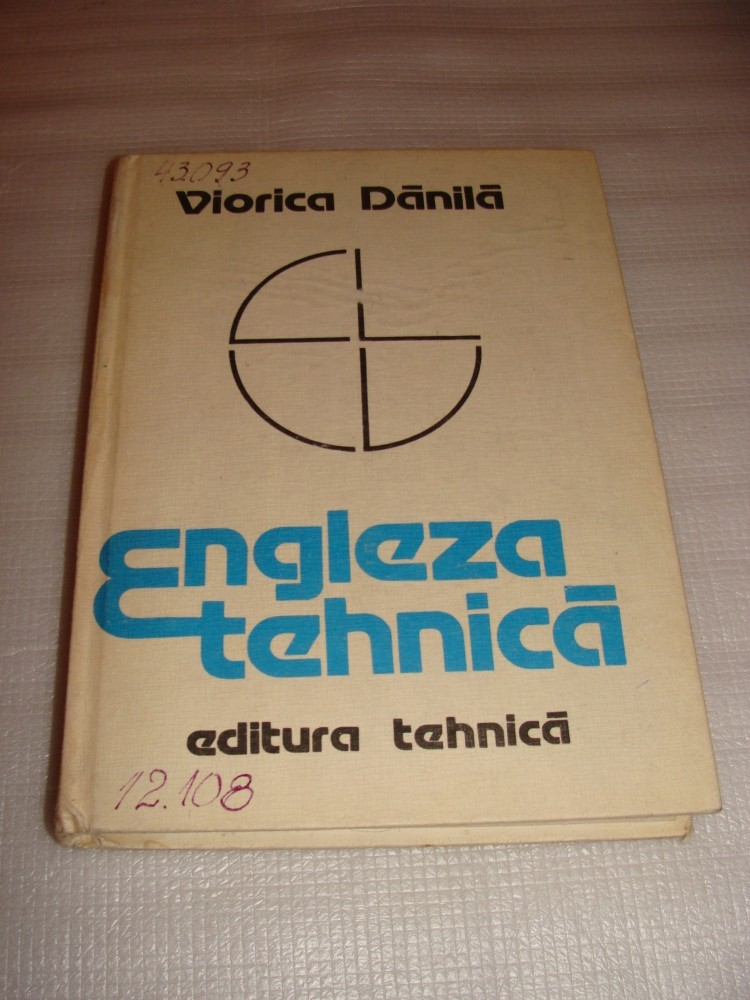 43093
Viorica Dănilă
Engleza
tehnică
editura tehnică
12.108